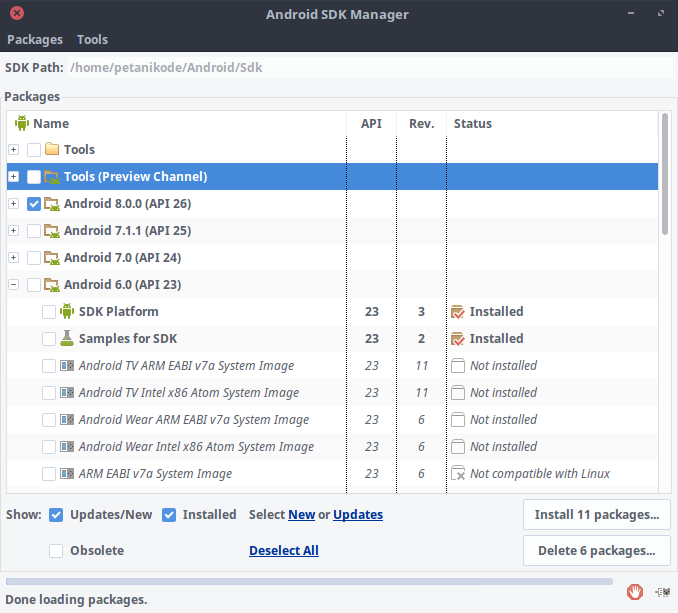 Android SDK Manager
Packages Tools
SDK Path: /home/petanikode/Android/Sdk
Packages
Name API Rev. Status
Tools
Tools (Preview Channel)
Android 8.0.0 (API 26)
Android 7.1.1 (API 25)
Android 7.0 (API 24)
Android 6.0 (API 23)
SDK Platform 23 3 Installed
Samples for SDK 23 2 Installed
Android TV ARM EABI v7a System Image 23 11 Not installed
Android TV Intel x86 Atom System Image 23 11 Not installed
Android Wear ARM EABI v7a System Image 23 6 Not installed
Android Wear Intel x86 Atom System Image 23 6 Not installed
ARM EABI v7a System Image 23 6 Not compatible with Linux
Show: Updates/New Installed Select New or Updates Install 11 packages...
Obsolete Deselect All Delete 6 packages...
Done loading packages.